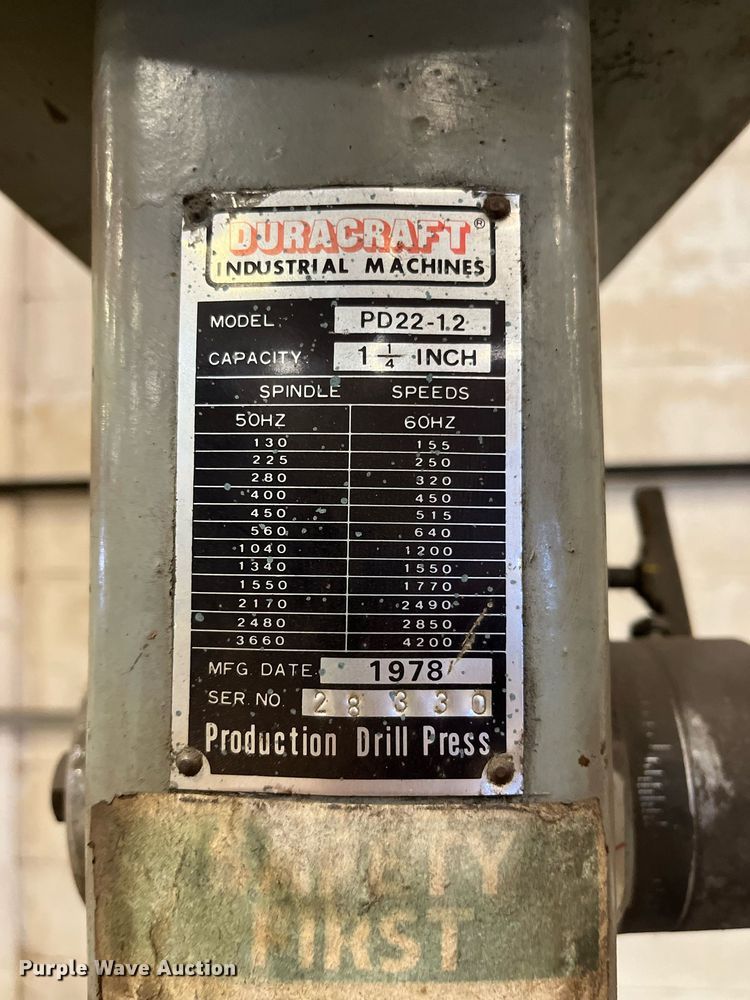 DURACRAFT®
INDUSTRIAL MACHINES
MODEL PD22-12
CAPACITY 1 1/4 INCH
SPINDLE SPEEDS
50HZ 60HZ
130 155
225 250
280 320
400 450
450 515
560 640
1040 1200
1340 1550
1550 1770
2170 2490
2480 2850
3660 4200
MFG. DATE 1978
SER. NO. 28330
Production Drill Press
SAFETY
FIRST
Purple Wave Auction